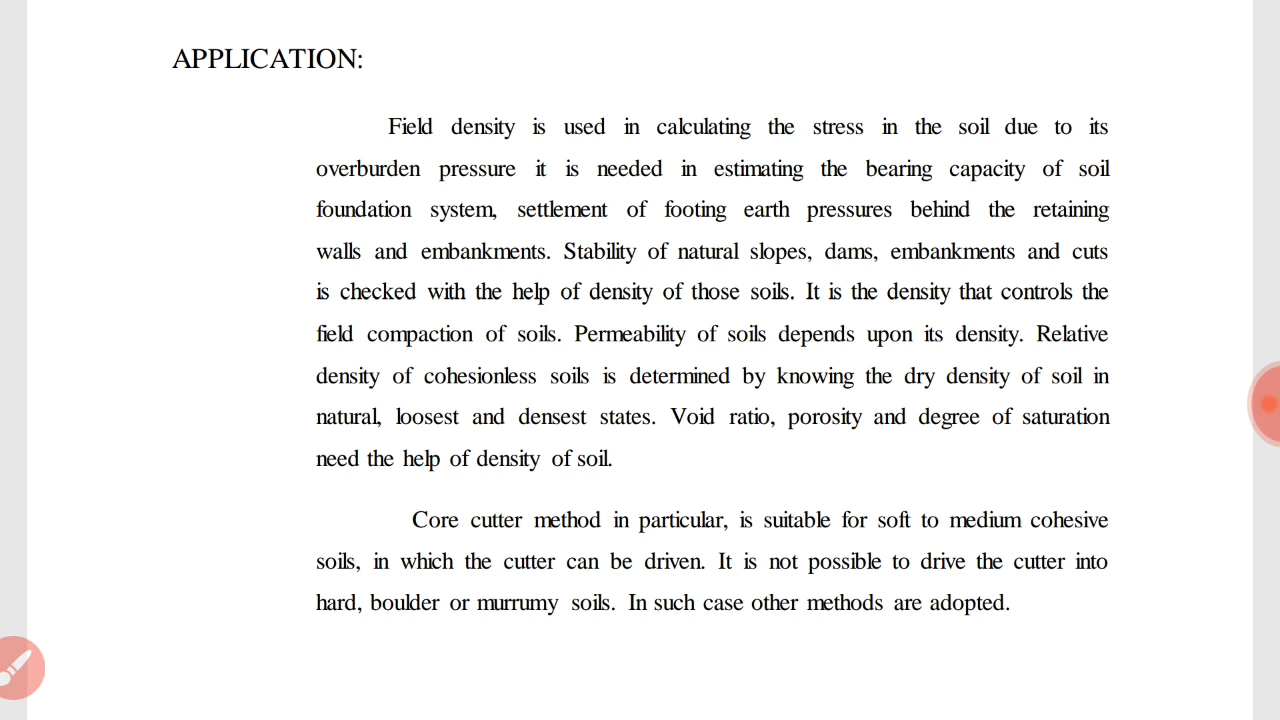 APPLICATION:
Field density is used in calculating the stress in the soil due to its
overburden pressure it is needed in estimating the bearing capacity of soil
foundation system, settlement of footing earth pressures behind the retaining
walls and embankments. Stability of natural slopes, dams, embankments and cuts
is checked with the help of density of those soils. It is the density that controls the
field compaction of soils. Permeability of soils depends upon its density. Relative
density of cohesionless soils is determined by knowing the dry density of soil in
natural, loosest and densest states. Void ratio, porosity and degree of saturation
need the help of density of soil.
Core cutter method in particular, is suitable for soft to medium cohesive
soils, in which the cutter can be driven. It is not possible to drive the cutter into
hard, boulder or murrumy soils. In such case other methods are adopted.